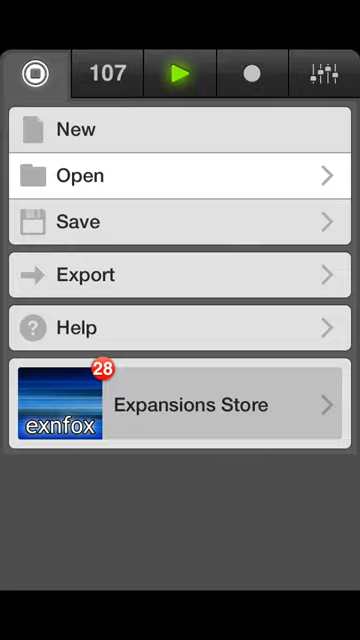 107
New
Open
Save
Export
Help
28
exnfox
Expansions Store